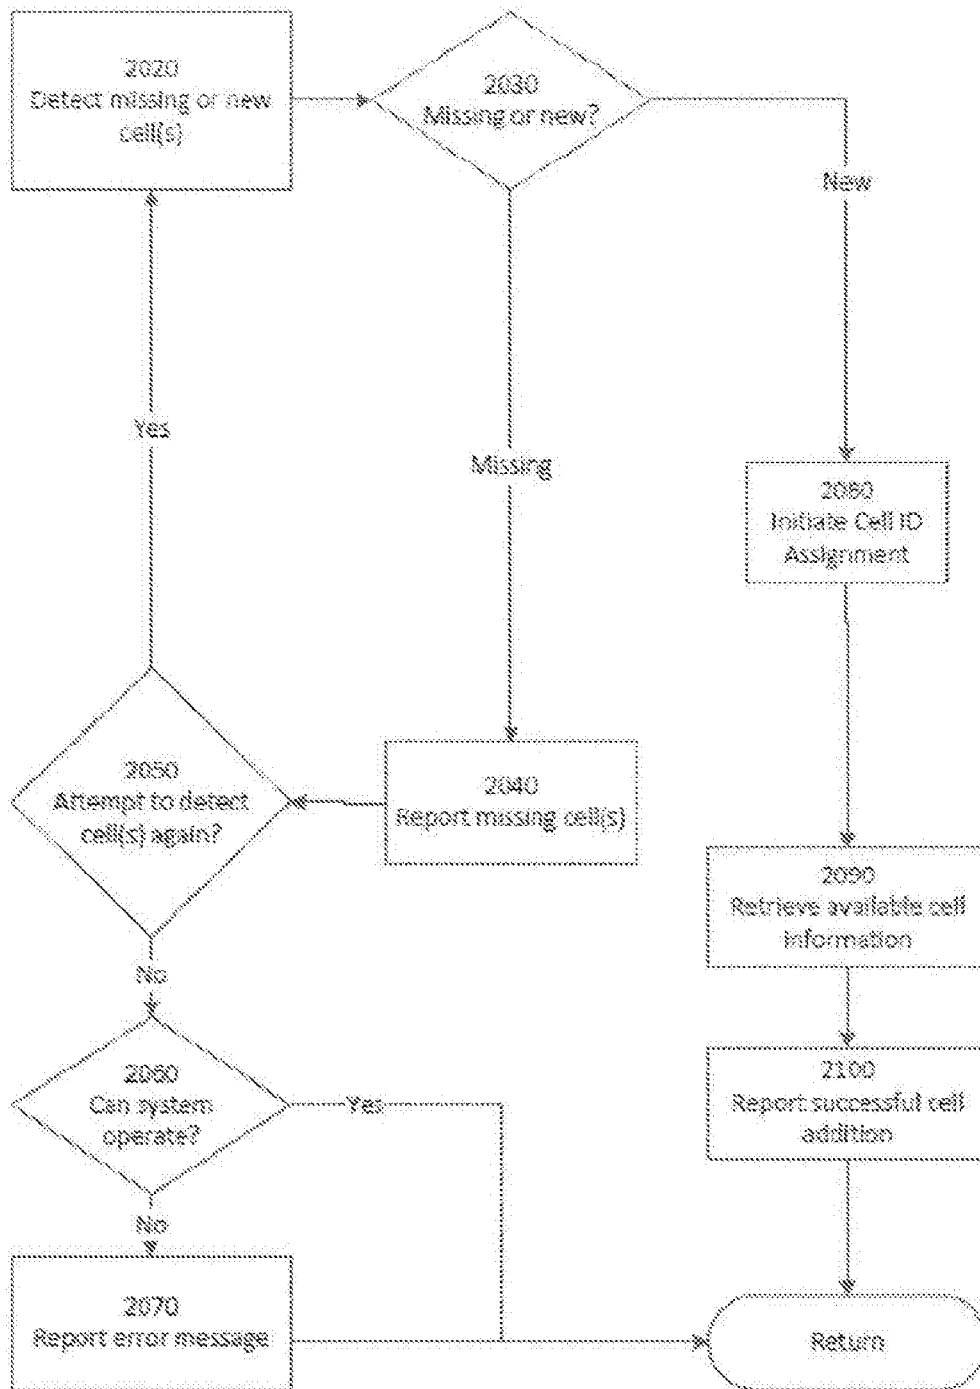 2020
Detect missing or new
cell(s)
2030
Missing or new?
New
Yes
Missing
2080
Initiate Cell ID
Assignment
2050
Attempt to detect
cell(s) again?
2040
Report missing cell(s)
2090
Retrieve available cell
information
No
2060
Can system
operate?
Yes
2100
Report successful cell
addition
No
2070
Report error message
Return